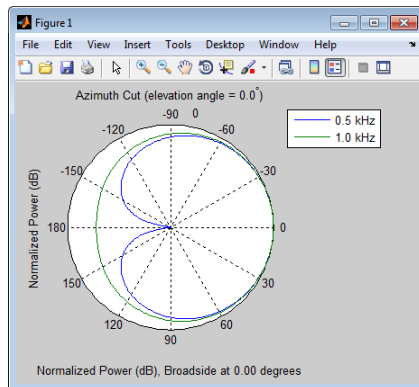 Figure 1
File Edit View Insert Tools Desktop Window Help
Azimuth Cut (elevation angle = 0.0°)
-90 0
-120 -60
-150 -30
180 0
150 30
120 60
90
Normalized Power (dB)
0.5 kHz
1.0 kHz
Normalized Power (dB), Broadside at 0.00 degrees